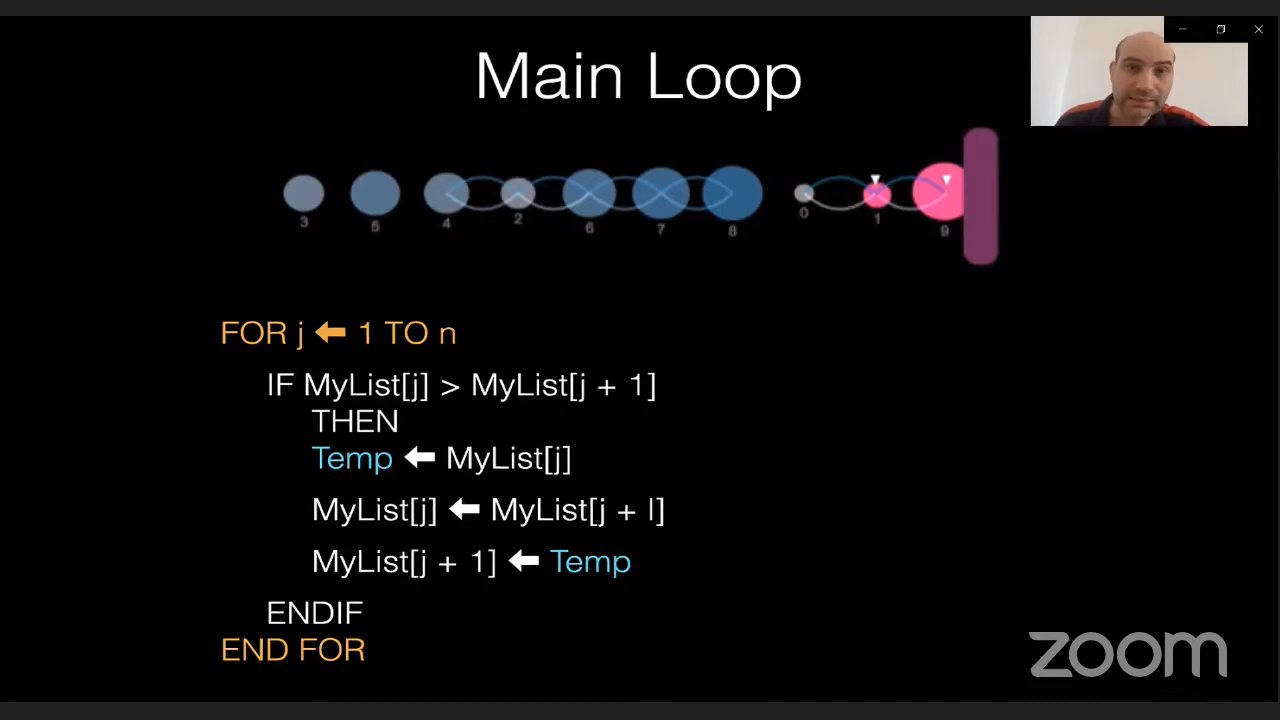 Main Loop
3 5 4 2 6 7 8 0 1 9
FOR j ← 1 TO n
IF MyList[j] > MyList[j + 1]
THEN
Temp ← MyList[j]
MyList[j] ← MyList[j + l]
MyList[j + 1] ← Temp
ENDIF
END FOR
zoom